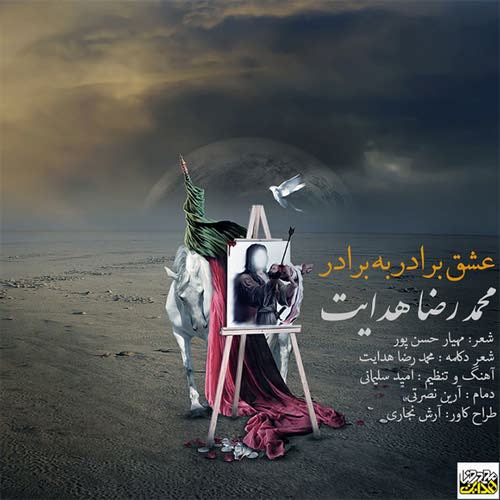 عشق برادر به برادر
محمد رضا هدایت
شعر: مهیار حسن پور
شعر دکلمه : محمد رضا هدایت
آهنگ و تنظیم : امید سلیمانی
دمام : آرین نصرتی
طراح کاور: آرش نجاری